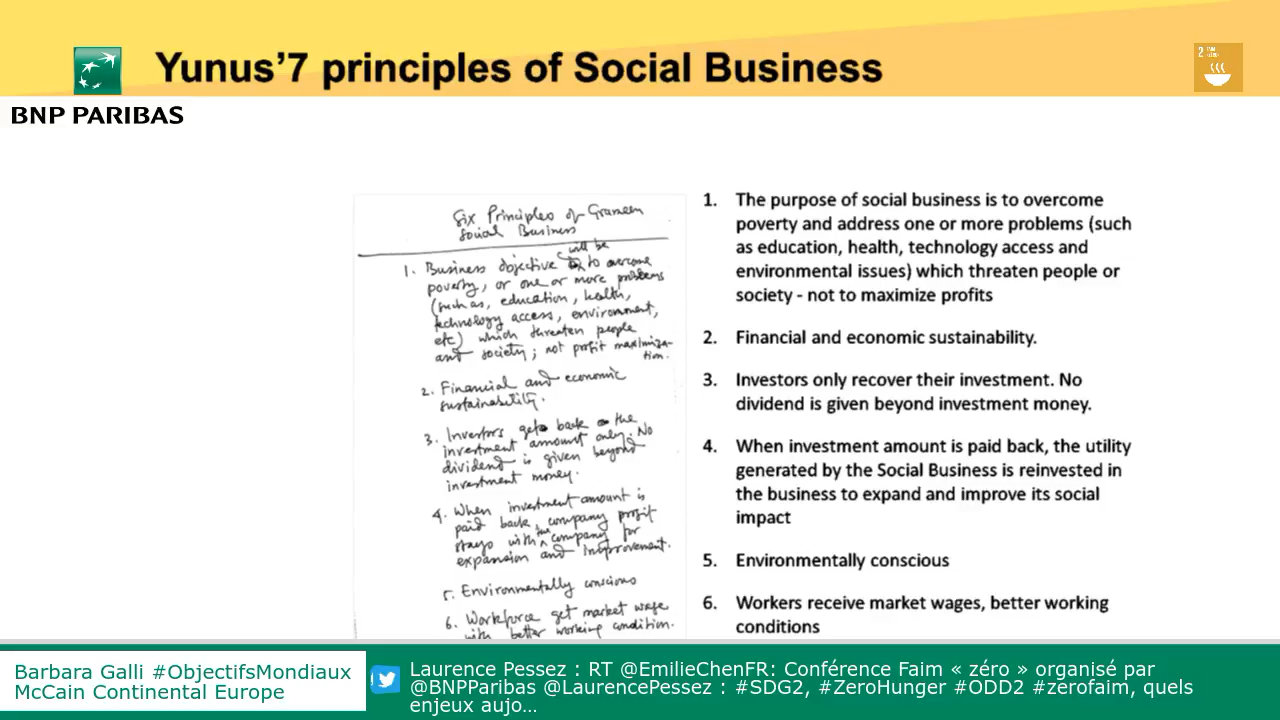 Yunus’7 principles of Social Business
2
BNP PARIBAS
Six Principles of Grameen
Social Business
will be
1. Business objective to overcome
poverty, or one or more problems
(such as, education, health,
technology access, environment,
etc) which threaten people
and society; not profit maximiza-
tion.
2. Financial and economic
sustainability.
3. Investors get back the
investment amount only. No
dividend is given beyond
investment money.
4. When investment amount is
paid back, company profit
stays with the company for
expansion and improvement.
5. Environmentally conscious
6. Workforce get market wage
with better working condition.
1. The purpose of social business is to overcome
poverty and address one or more problems (such
as education, health, technology access and
environmental issues) which threaten people or
society - not to maximize profits
2. Financial and economic sustainability.
3. Investors only recover their investment. No
dividend is given beyond investment money.
4. When investment amount is paid back, the utility
generated by the Social Business is reinvested in
the business to expand and improve its social
impact
5. Environmentally conscious
6. Workers receive market wages, better working
conditions
Barbara Galli #ObjectifsMondiaux
McCain Continental Europe
Laurence Pessez : RT @EmilieChenFR: Conférence Faim « zéro » organisé par
@BNPParibas @LaurencePessez : #SDG2, #ZeroHunger #ODD2 #zerofaim, quels
enjeux aujo...